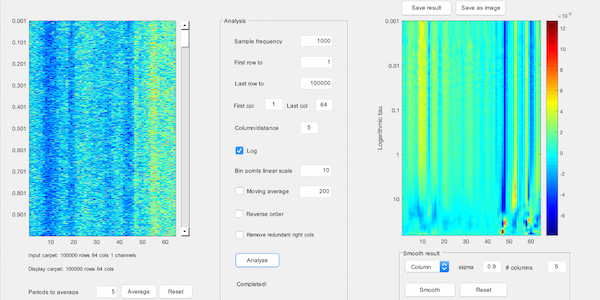 Save result Save as image
Analysis
0.001
0.101
0.201
0.301
0.401
0.501
0.601
0.701
0.801
0.901
10 20 30 40 50 60
Input carpet: 100000 rows 64 cols 1 channels
Display carpet: 100000 rows 64 cols
Periods to average 5 Average Reset
Sample frequency 1000
First row to 1
Last row to 100000
First col 1 Last col 64
Column/distance 5
Log
Bin points linear scale 10
Moving average 200
Reverse order
Remove redundant right cols
Analyse
Completed!
0.001
0.01
0.1
1
10
Logarithmic tau
10 20 30 40 50 60
12
10
8
6
4
2
0
-2
-4
-6
Smooth result
Column sigma 0.9 # columns 5
Smooth Reset